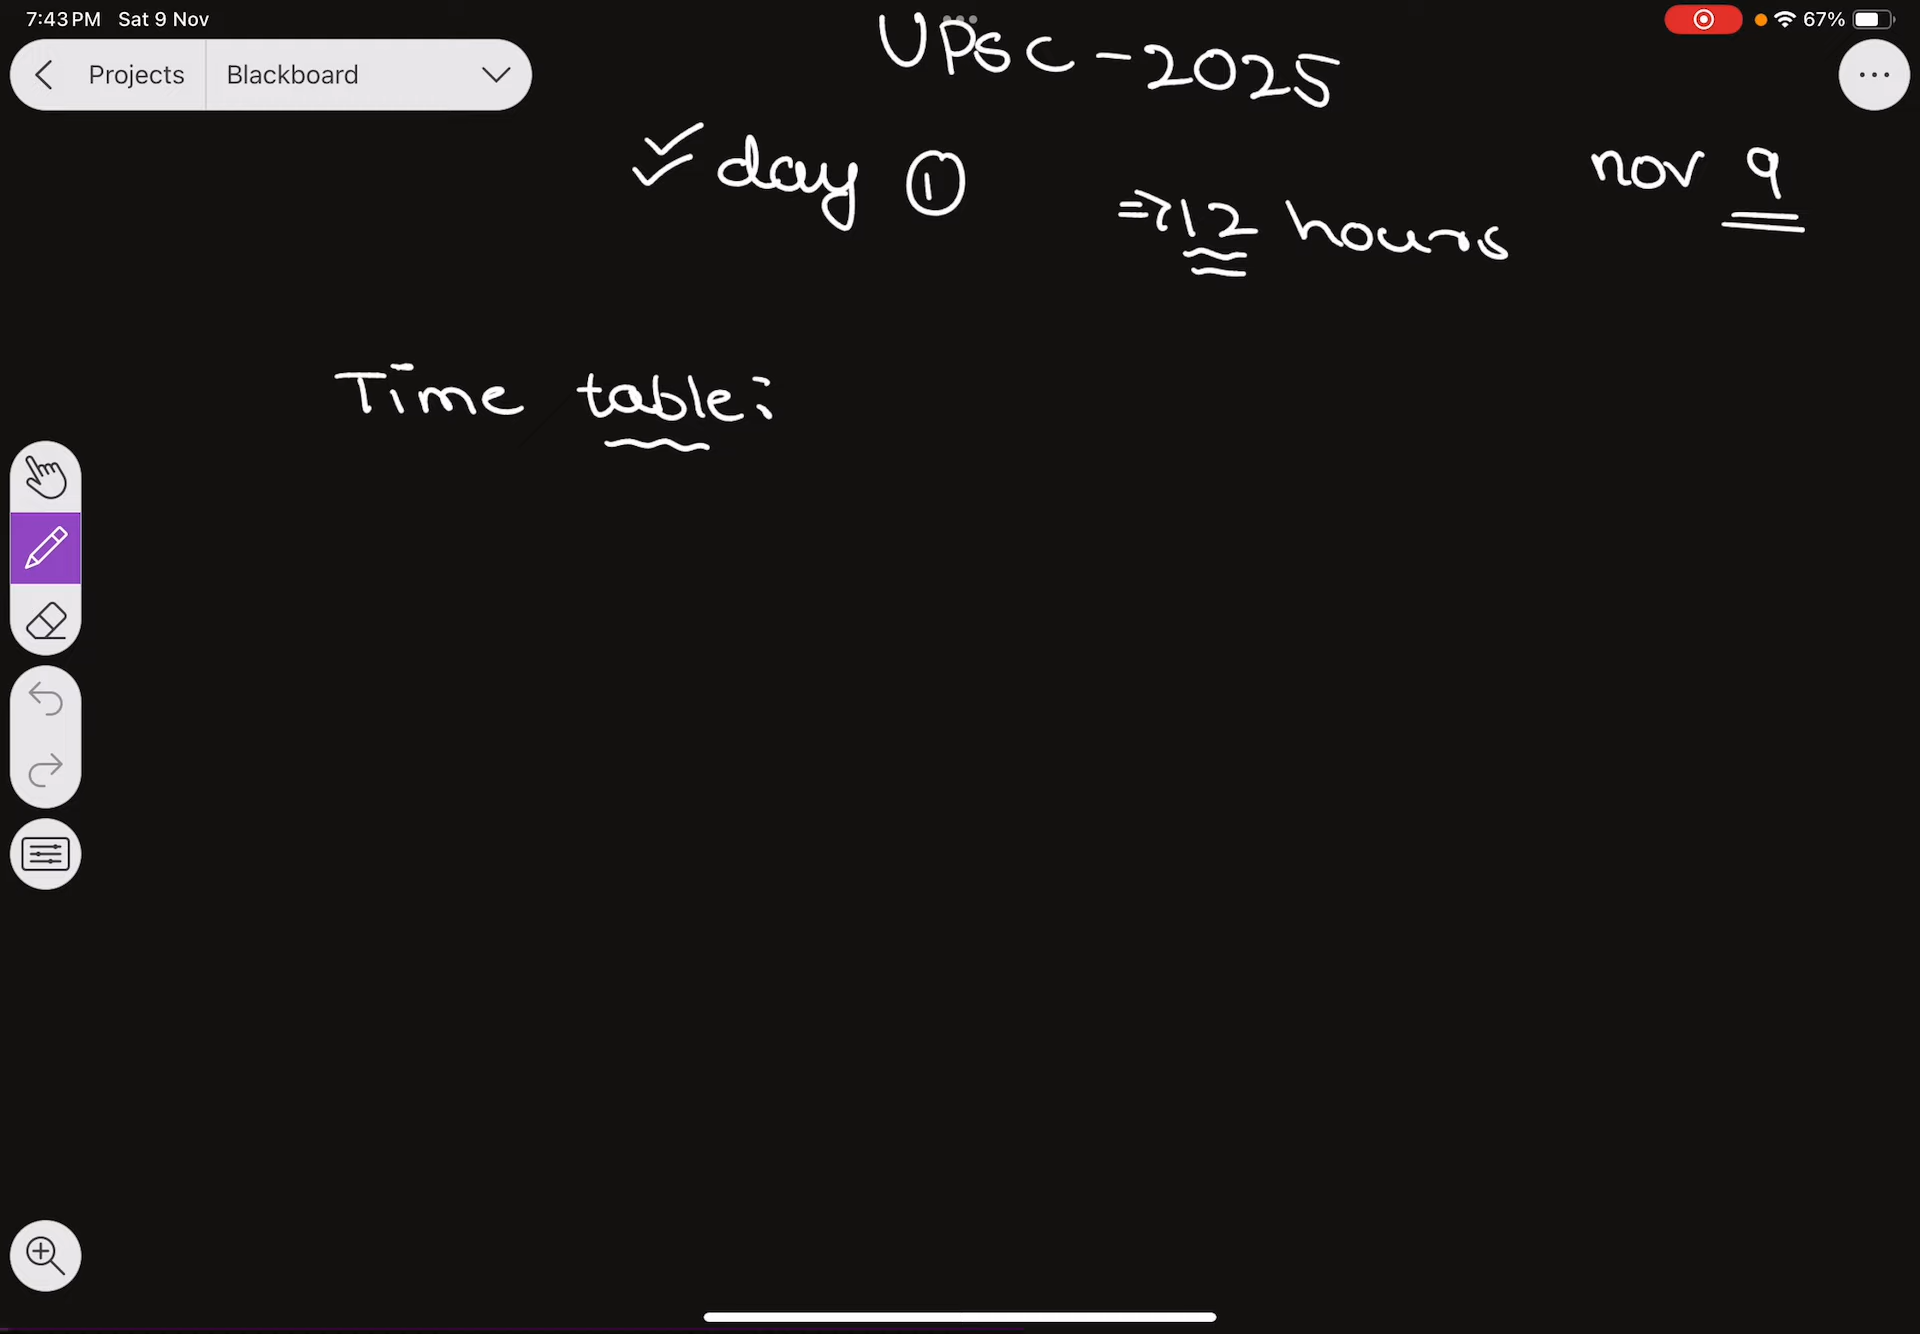 7:43 PM Sat 9 Nov
67%
Projects
Blackboard
UPSC - 2025
day 1
nov 9
⇒ 12 hours
Time table: